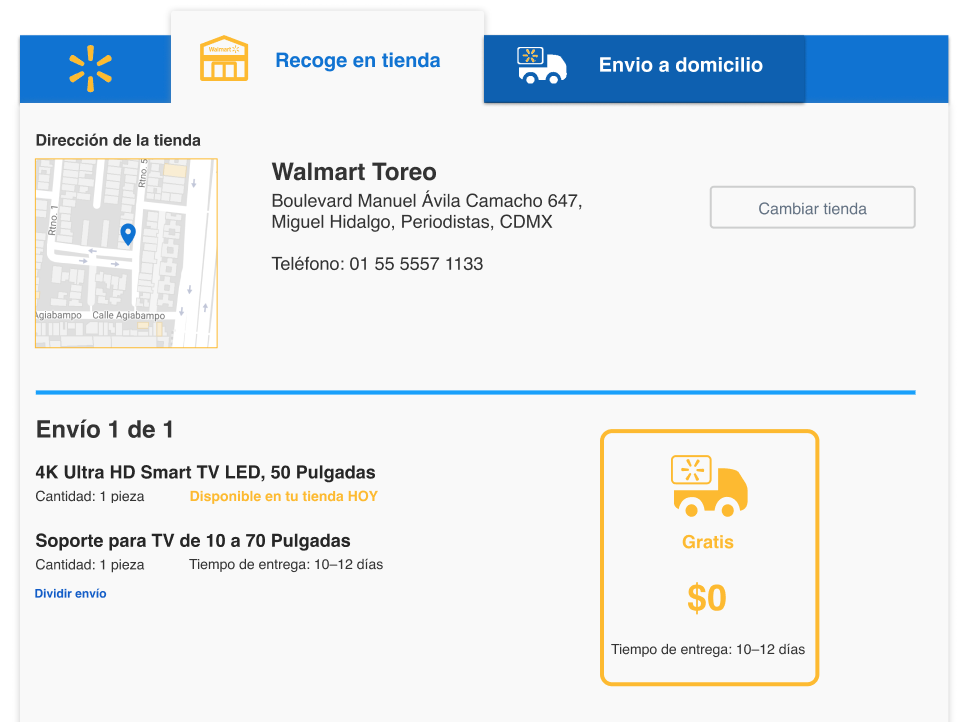 Walmart
Recoge en tienda
Envio a domicilio
Dirección de la tienda
Rtno. 5
Rtno. 1
Agiabampo
Calle Agiabampo
Walmart Toreo
Boulevard Manuel Ávila Camacho 647,
Miguel Hidalgo, Periodistas, CDMX
Teléfono: 01 55 5557 1133
Cambiar tienda
Envío 1 de 1
4K Ultra HD Smart TV LED, 50 Pulgadas
Cantidad: 1 pieza
Disponible en tu tienda HOY
Soporte para TV de 10 a 70 Pulgadas
Cantidad: 1 pieza
Tiempo de entrega: 10–12 días
Dividir envío
Gratis
$0
Tiempo de entrega: 10–12 días